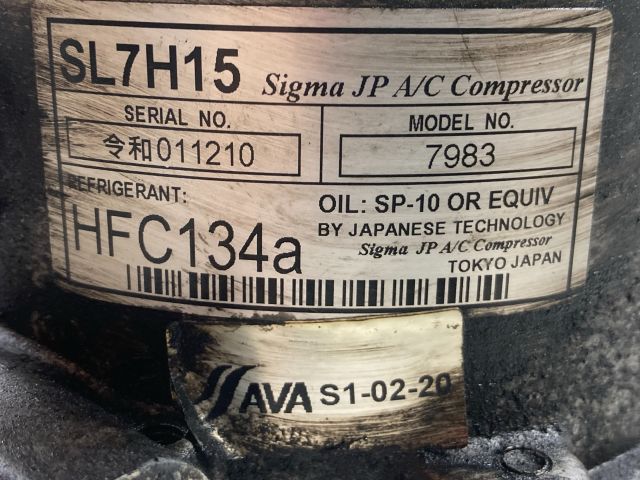 SL7H15 Sigma JP A/C Compressor
SERIAL NO.
令和011210
MODEL NO.
7983
REFRIGERANT:
HFC134a
OIL: SP-10 OR EQUIV
BY JAPANESE TECHNOLOGY
Sigma JP A/C Compressor
TOKYO JAPAN
AVA S1-02-20